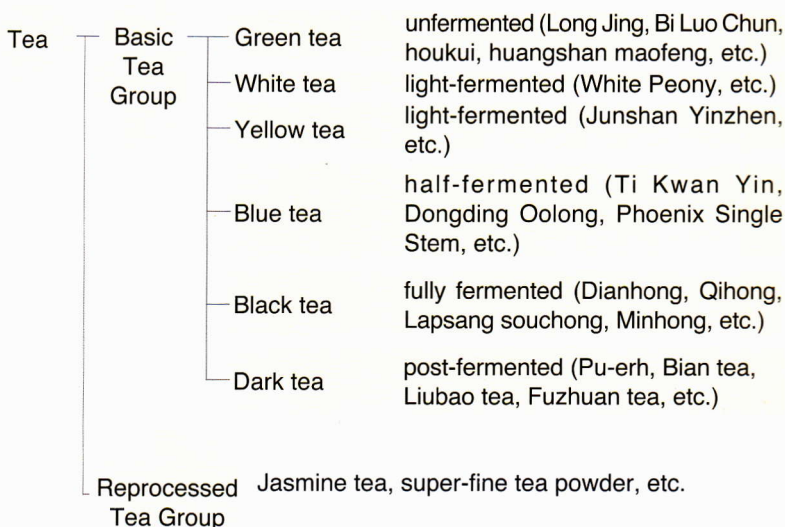 Tea
Basic
Tea
Group
Green tea
unfermented (Long Jing, Bi Luo Chun,
houkui, huangshan maofeng, etc.)
White tea
light-fermented (White Peony, etc.)
Yellow tea
light-fermented (Junshan Yinzhen,
etc.)
Blue tea
half-fermented (Ti Kwan Yin,
Dongding Oolong, Phoenix Single
Stem, etc.)
Black tea
fully fermented (Dianhong, Qihong,
Lapsang souchong, Minhong, etc.)
Dark tea
post-fermented (Pu-erh, Bian tea,
Liubao tea, Fuzhuan tea, etc.)
Reprocessed
Tea Group
Jasmine tea, super-fine tea powder, etc.